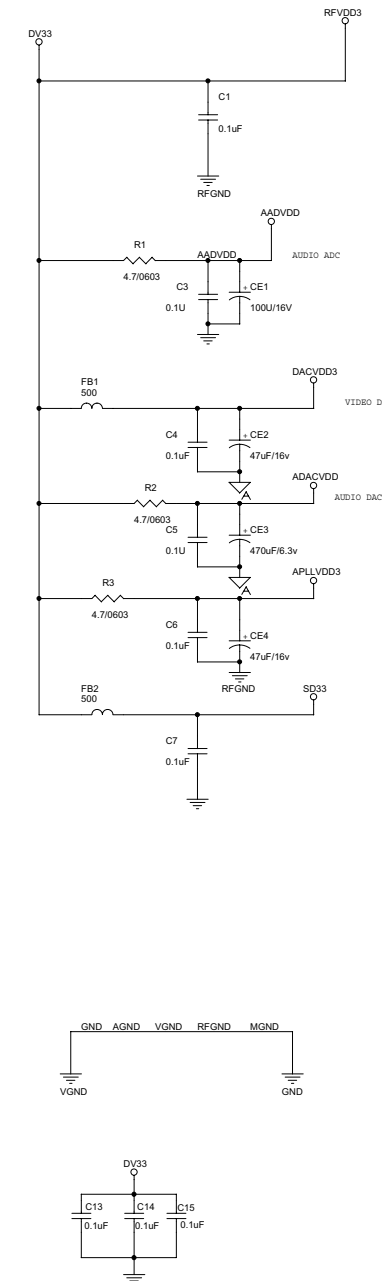 RFVDD3
DV33
C1
0.1uF
RFGND
AADVDD
R1
AADVDD
AUDIO ADC
4.7/0603
C3
+ CE1
0.1U
100U/16V
DACVDD3
FB1
500
VIDEO D
C4
+ CE2
0.1uF
47uF/16v
A
ADACVDD
R2
AUDIO DAC
4.7/0603
C5
+ CE3
0.1U
470uF/6.3v
A
APLLVDD3
R3
4.7/0603
C6
+ CE4
0.1uF
47uF/16v
RFGND
FB2
500
SD33
C7
0.1uF
GND AGND VGND RFGND MGND
VGND
GND
DV33
C13 C14 C15
0.1uF 0.1uF 0.1uF